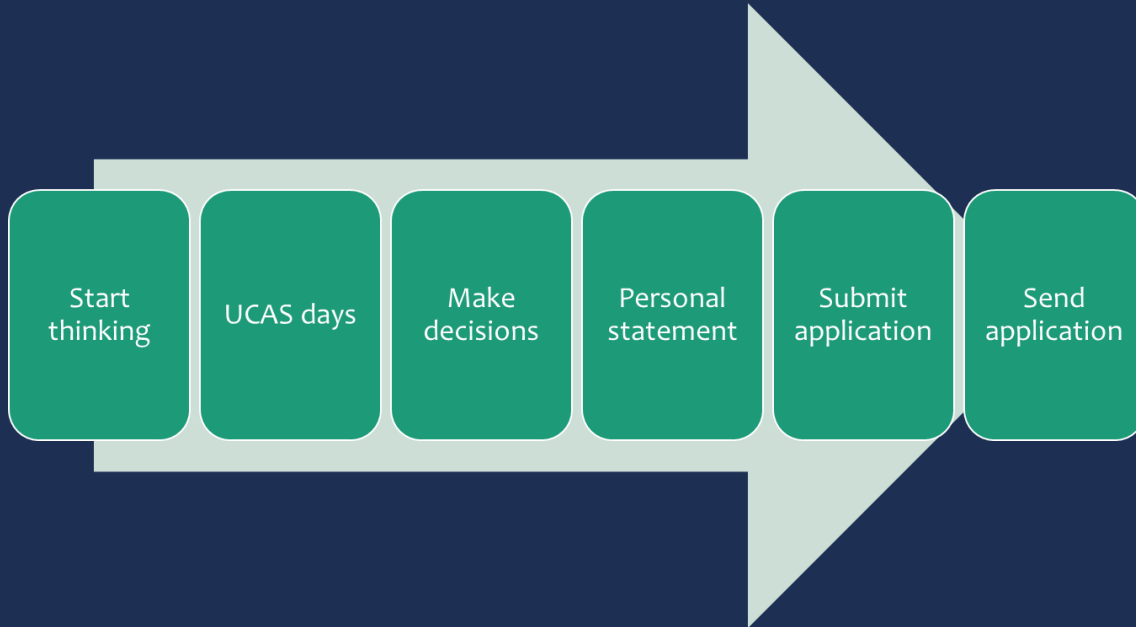 Start
thinking
UCAS days
Make
decisions
Personal
statement
Submit
application
Send
application